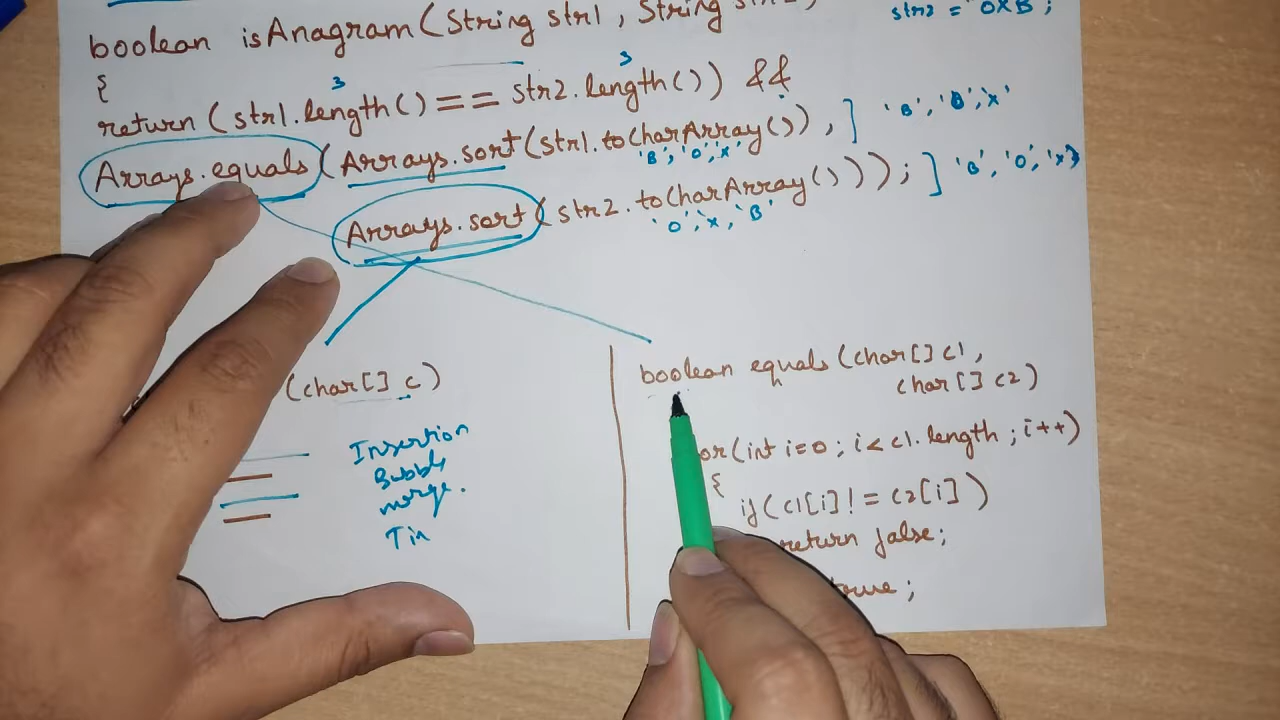 boolean isAnagram(String str1, String str2)
str2 = "OXB";
{
3 3
return (str1.length() == str2.length()) &&
Arrays.equals(Arrays.sort(str1.toCharArray()), ] 'B','O','X'
'B','O','X'
Arrays.sort(str2.toCharArray())); ] 'B','O','X'
'O','X','B'
(char[] c)
Insertion
Bubble
merge.
Tim
boolean equals (char[] c1,
char[] c2)
or(int i=0; i<c1.length; i++)
{
if(c1[i]!=c2[i])
return false;
true;